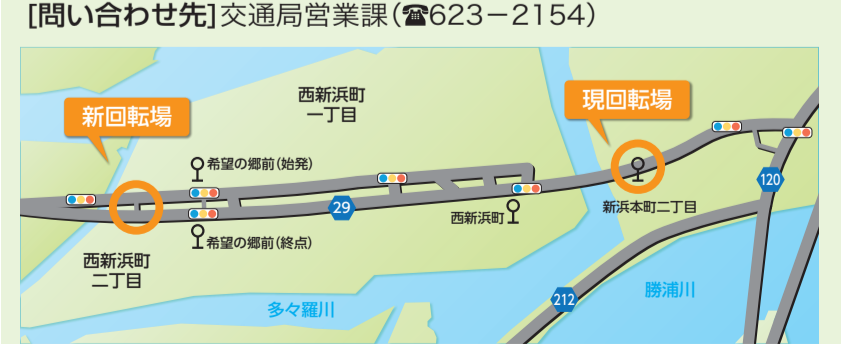 [問い合わせ先]交通局営業課(☎623－2154)
新回転場
西新浜町
一丁目
現回転場
希望の郷前(始発)
120
29
西新浜町
新浜本町二丁目
希望の郷前(終点)
西新浜町
二丁目
212
勝浦川
多々羅川